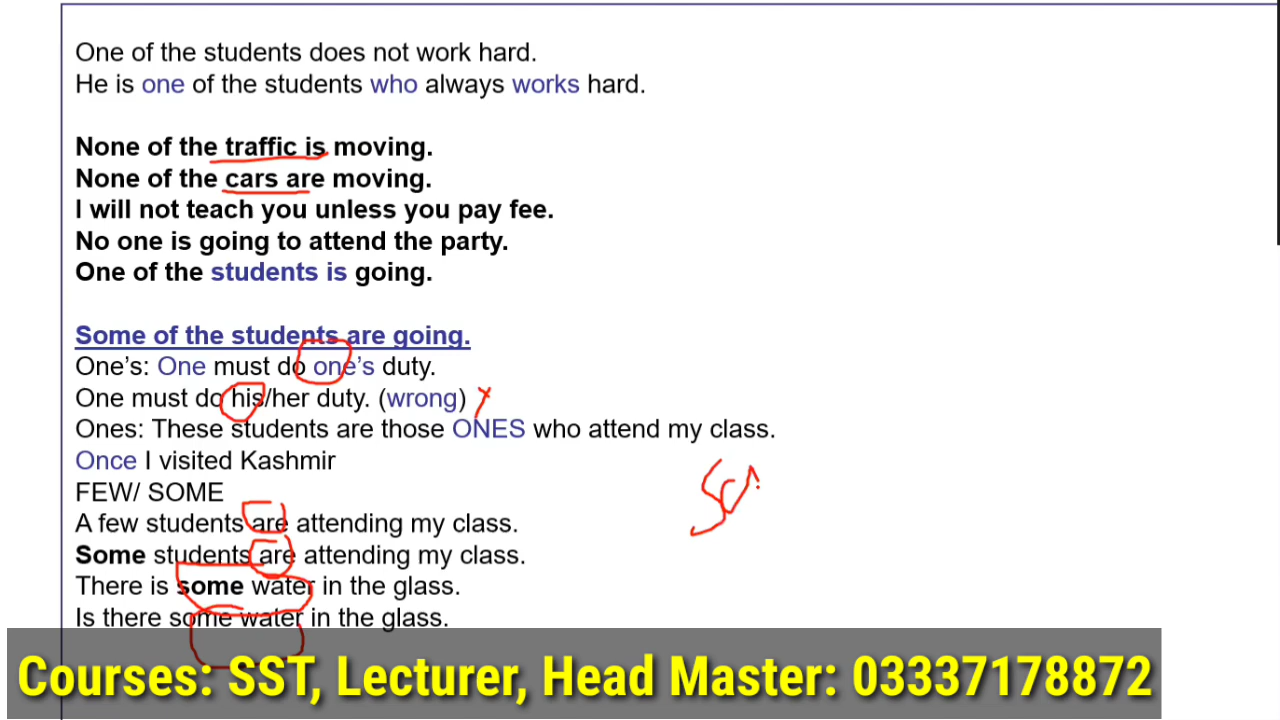 One of the students does not work hard.
He is one of the students who always works hard.
None of the traffic is moving.
None of the cars are moving.
I will not teach you unless you pay fee.
No one is going to attend the party.
One of the students is going.
Some of the students are going.
One’s: One must do one’s duty.
One must do his/her duty. (wrong)
Ones: These students are those ONES who attend my class.
Once I visited Kashmir
FEW/ SOME
A few students are attending my class.
Some students are attending my class.
There is some water in the glass.
Is there some water in the glass.
Courses: SST, Lecturer, Head Master: 03337178872